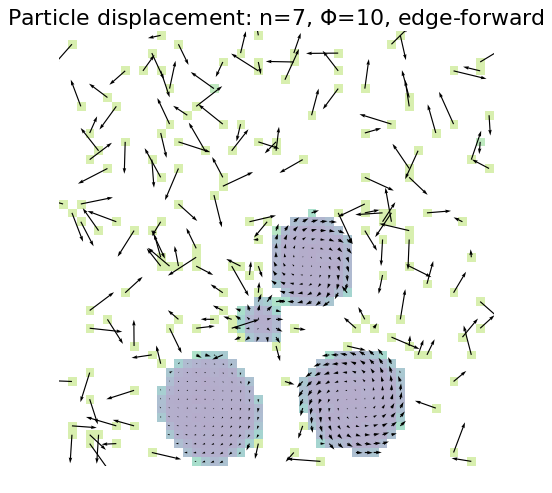 Particle displacement: n=7, Φ=10, edge-forward